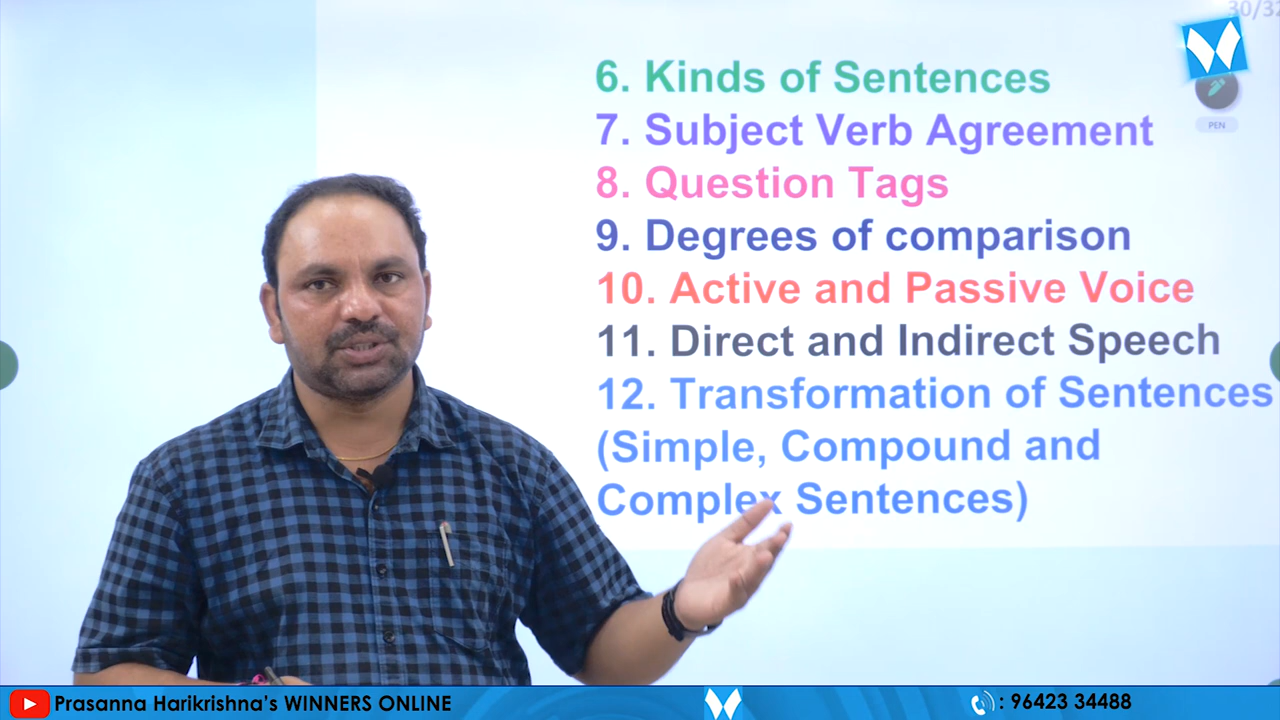 30/32
6. Kinds of Sentences
7. Subject Verb Agreement
PEN
8. Question Tags
9. Degrees of comparison
10. Active and Passive Voice
11. Direct and Indirect Speech
12. Transformation of Sentences
(Simple, Compound and
Complex Sentences)
Prasanna Harikrishna's WINNERS ONLINE
: 96423 34488